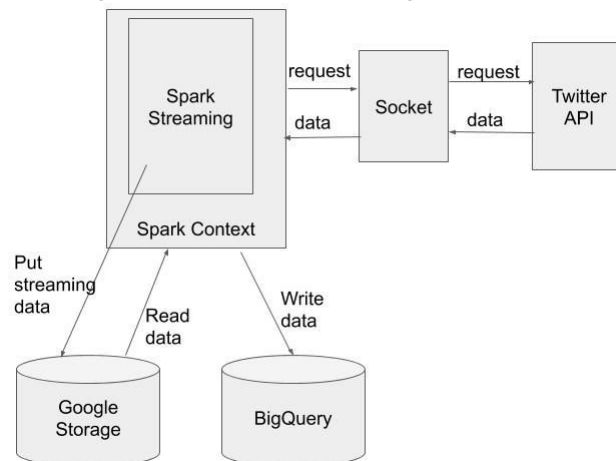 Spark
Streaming
Spark Context
request
data
Socket
request
data
Twitter
API
Put
streaming
data
Read
data
Write
data
Google
Storage
BigQuery